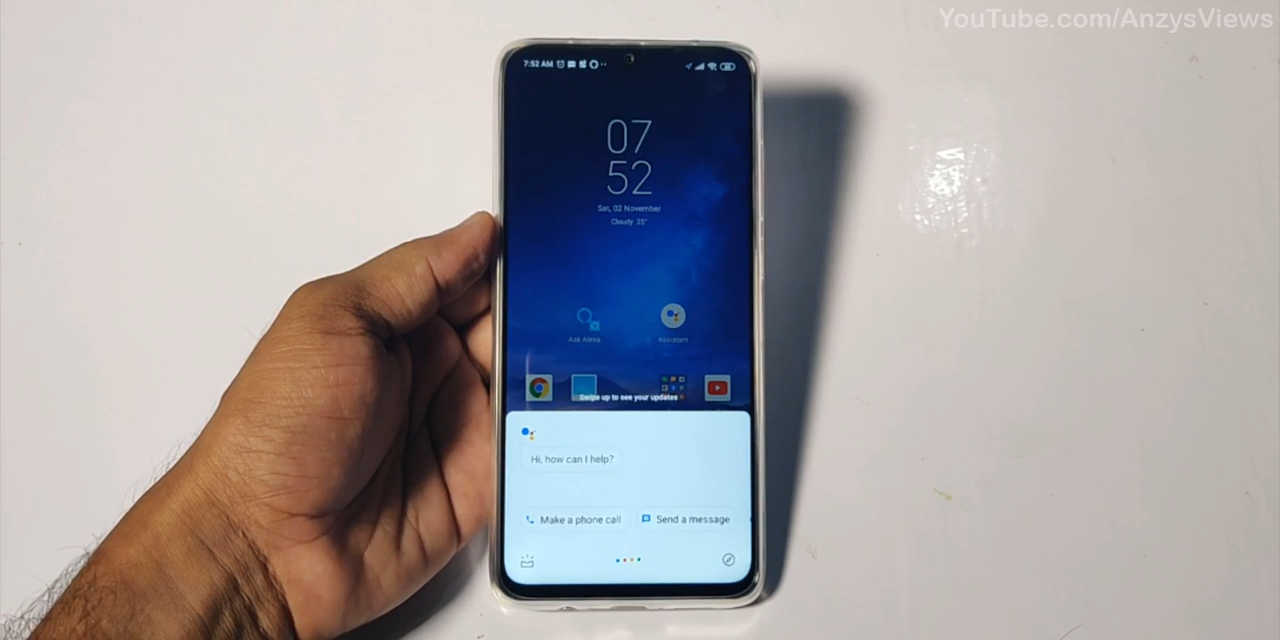 YouTube.com/AnzysViews
7:52 AM
07
52
Sat, 02 November
Cloudy 25°
Ask Alexa
Assistant
Swipe up to see your updates
Hi, how can I help?
Make a phone call
Send a message